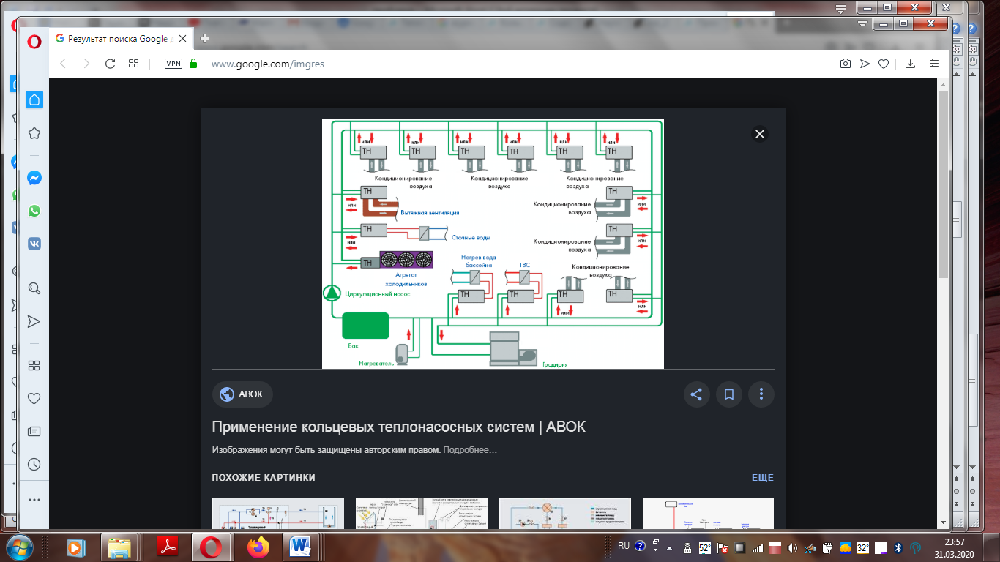 Результат поиска Google
VPN
www.google.com/imgres
или или или или или или
ТН ТН ТН ТН ТН ТН
Кондиционирование воздуха
Кондиционирование воздуха
Кондиционирование воздуха
ТН
или
Вытяжная вентиляция
ТН
Кондиционирование воздуха
или
ТН
или
Сточные воды
ТН
Кондиционирование воздуха
или
ТН
Агрегат
холодильников
Нагрев вода
бассейна
ГВС
Кондиционирование
воздуха
ТН ТН ТН ТН
или
или
Циркуляционный насос
Бак
Нагреватель
Градирня
АВОК
Применение кольцевых теплонасосных систем | АВОК
Изображения могут быть защищены авторским правом. Подробнее…
ПОХОЖИЕ КАРТИНКИ
ЕЩЁ
RU
52°
32°
23:57
31.03.2020